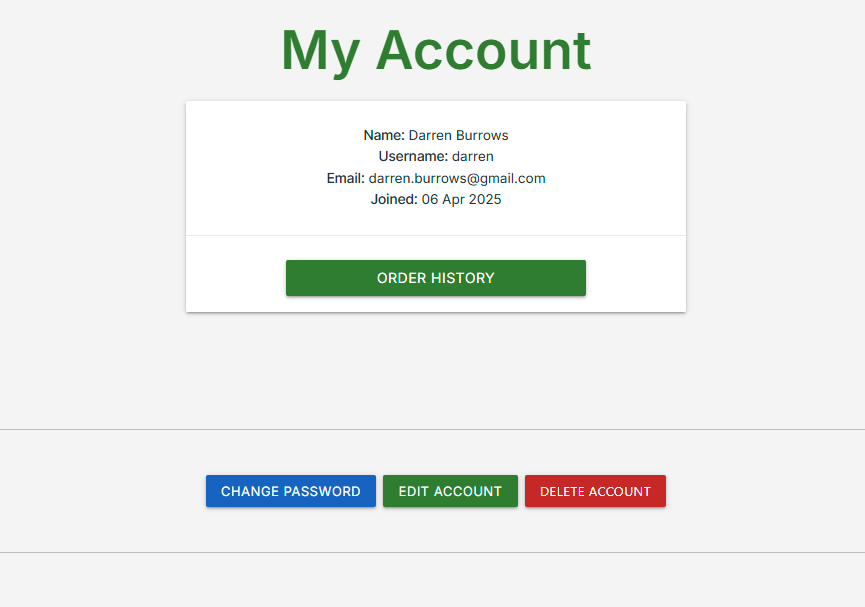 My Account
Name: Darren Burrows
Username: darren
Email: darren.burrows@gmail.com
Joined: 06 Apr 2025
ORDER HISTORY
CHANGE PASSWORD
EDIT ACCOUNT
DELETE ACCOUNT